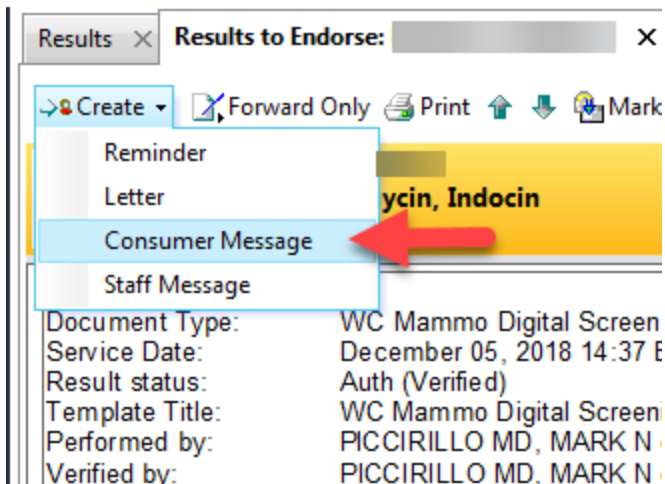 Results
Results to Endorse:
Create Forward Only Print Mark
Reminder
Letter
ycin, Indocin
Consumer Message
Staff Message
Document Type: WC Mammo Digital Screen
Service Date: December 05, 2018 14:37 E
Result status: Auth (Verified)
Template Title: WC Mammo Digital Screeni
Performed by: PICCIRILLO MD, MARK N
Verified by: PICCIRILLO MD, MARK N